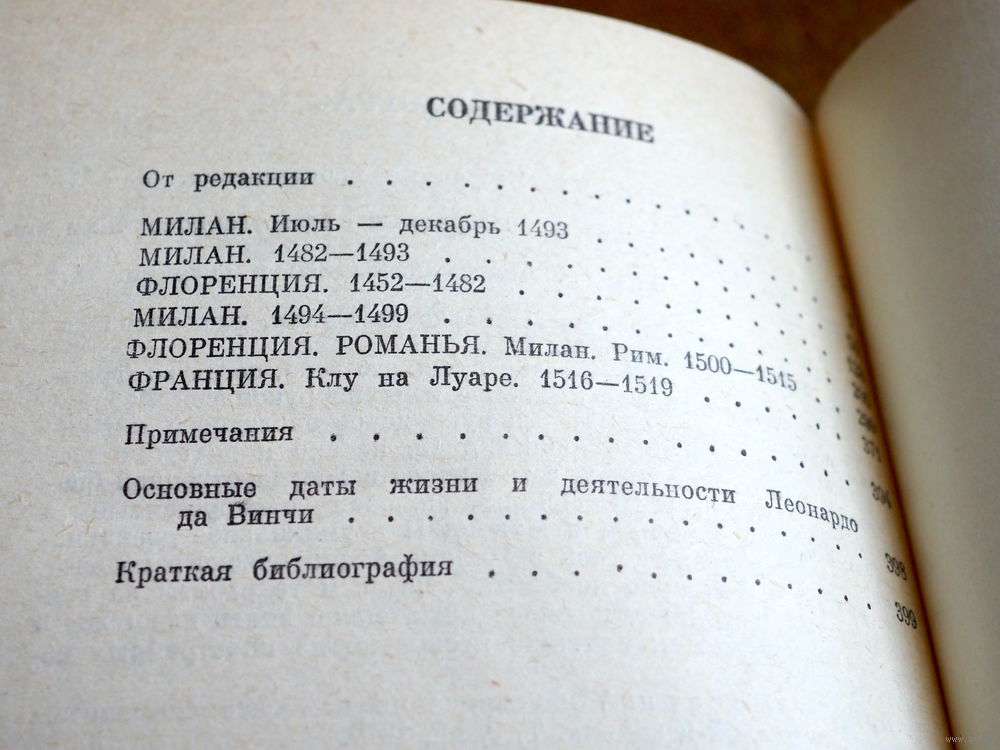 СОДЕРЖАНИЕ
От редакции . . . . . . . . . . . .
МИЛАН. Июль — декабрь 1493 . . . . . .
МИЛАН. 1482—1493 . . . . . . . . . .
ФЛОРЕНЦИЯ. 1452—1482 . . . . . . . .
МИЛАН. 1494—1499 . . . . . . . . . .
ФЛОРЕНЦИЯ. РОМАНЬЯ. Милан. Рим. 1500—1515
ФРАНЦИЯ. Клу на Луаре. 1516—1519 . . . . 371
Примечания . . . . . . . . . . . . . 394
Основные даты жизни и деятельности Леонардо
да Винчи . . . . . . . . . . . . . 398
Краткая библиография . . . . . . . . . . 399